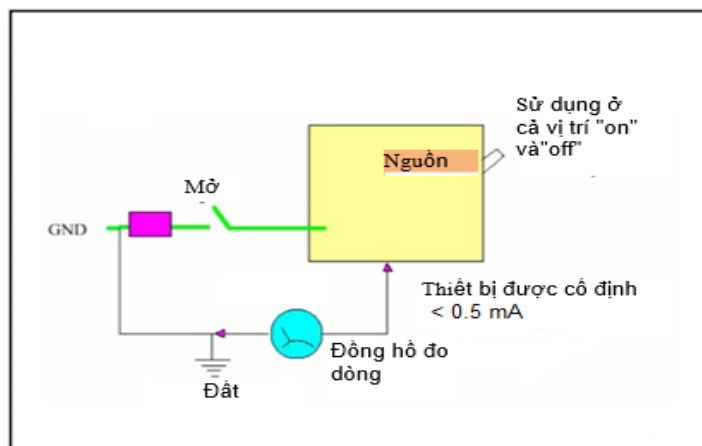 Sử dụng ở
cả vị trí "on"
và"off"
Nguồn
Mở
GND
Thiết bị được cố định
< 0.5 mA
Đồng hồ đo
dòng
Đất